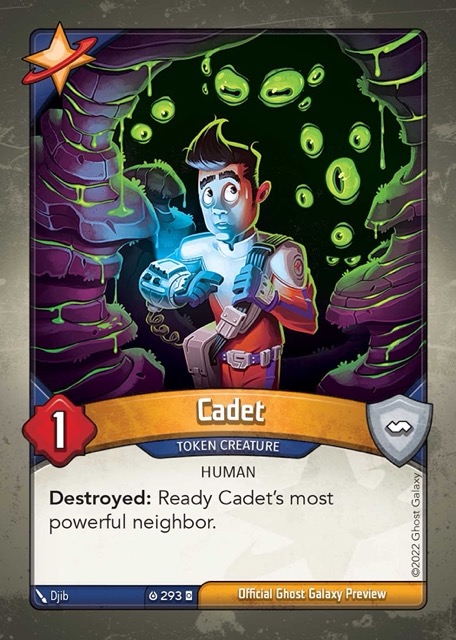 Cadet
1
TOKEN CREATURE
HUMAN
Destroyed: Ready Cadet's most
powerful neighbor.
©2022 Ghost Galaxy
Djib
293
Official Ghost Galaxy Preview